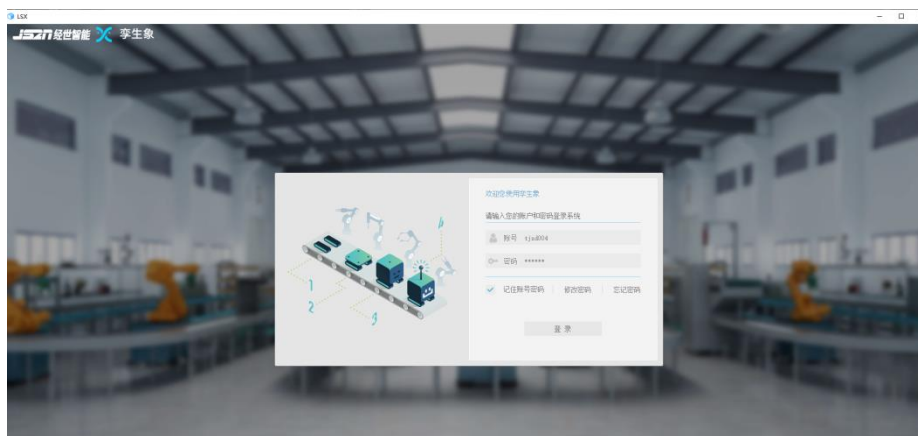 LSX
JSZN 经世智能 孪生象
欢迎您使用孪生象
请输入您的账户和密码登录系统
账号 sjud004
密码 ******
记住账号密码 | 修改密码 | 忘记密码
登 录
1
2
3
6